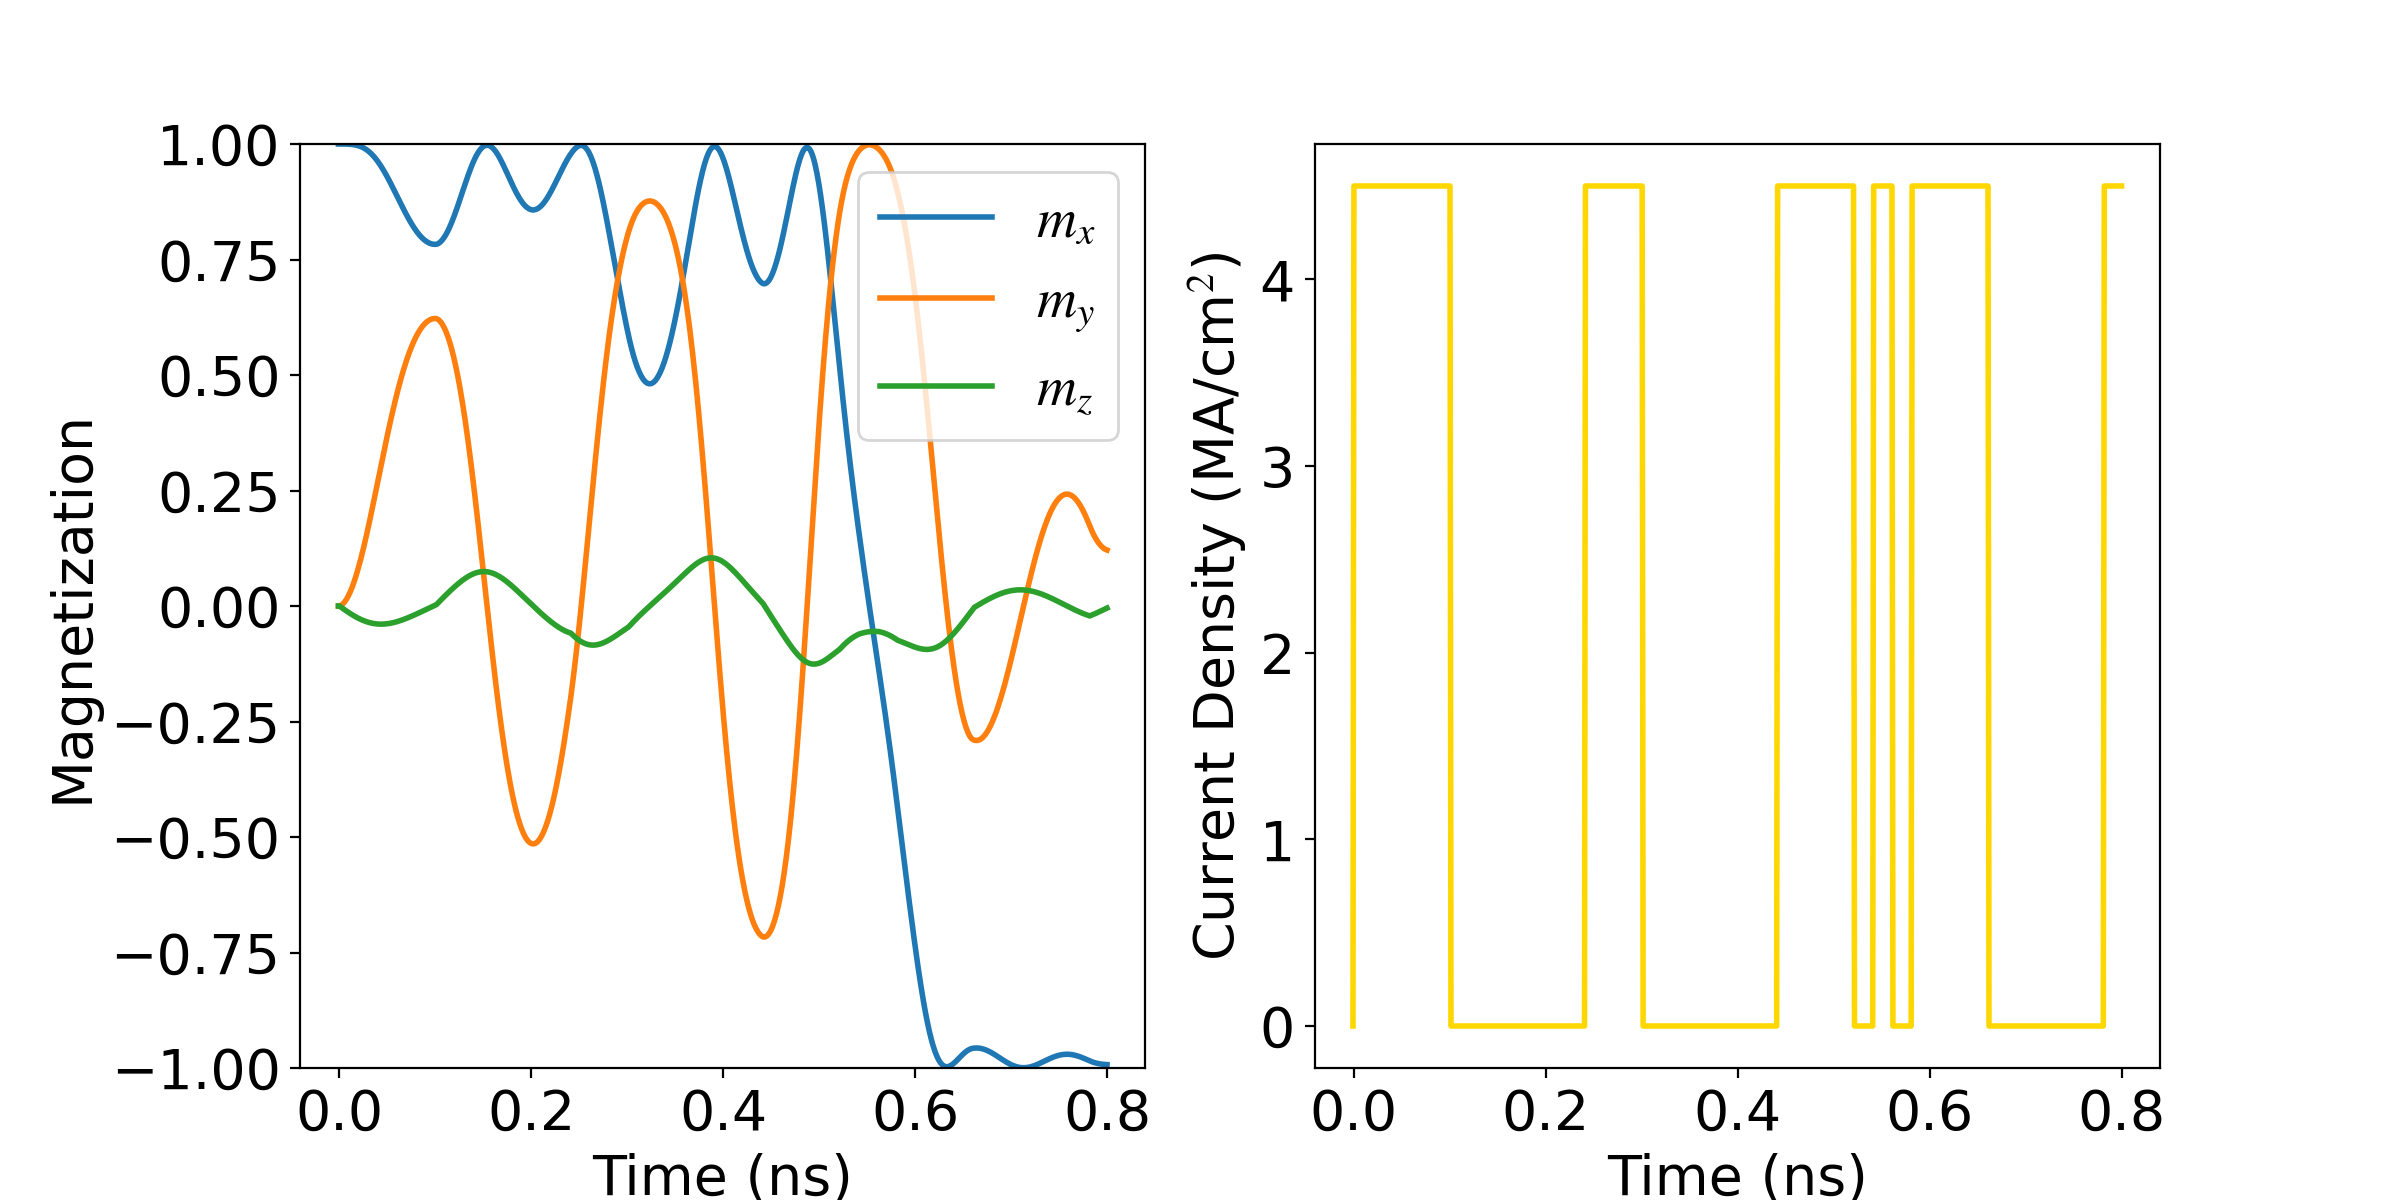 Magnetization
1.00
0.75
0.50
0.25
0.00
−0.25
−0.50
−0.75
−1.00
0.0 0.2 0.4 0.6 0.8
Time (ns)
m_x
m_y
m_z
Current Density (MA/cm²)
4
3
2
1
0
0.0 0.2 0.4 0.6 0.8
Time (ns)